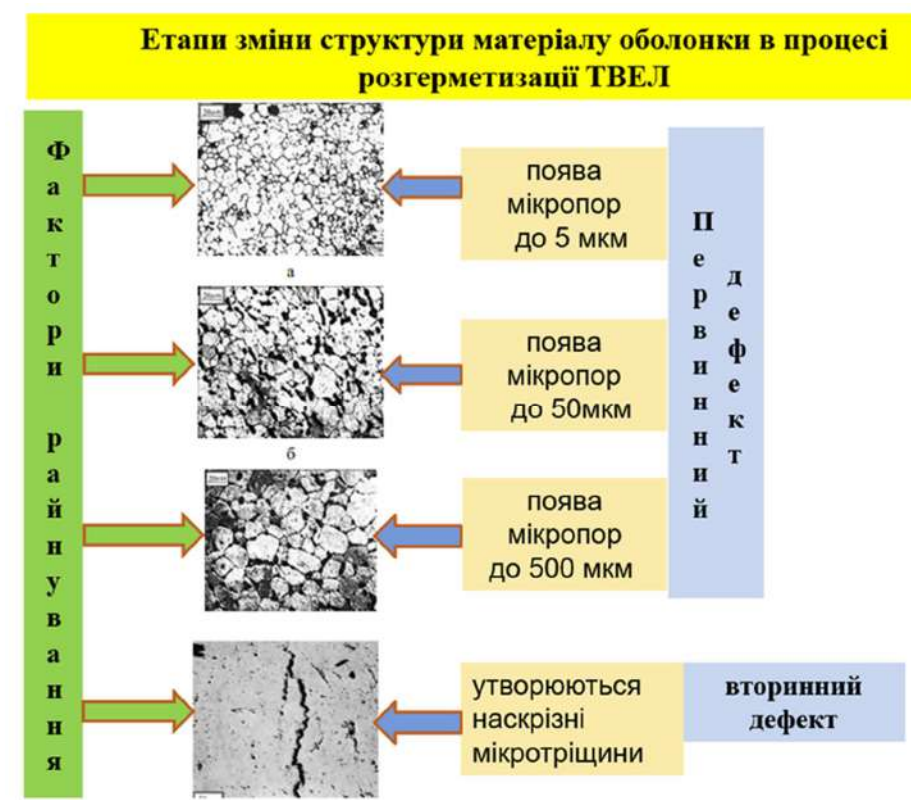 Етапи зміни структури матеріалу оболонки в процесі
розгерметизації ТВЕЛ
Фактори райнування
поява
мікропор
до 5 мкм
а
поява
мікропор
до 50мкм
б
поява
мікропор
до 500 мкм
Первинний
дефект
утворюються
наскрізні
мікротріщини
вторинний
дефект